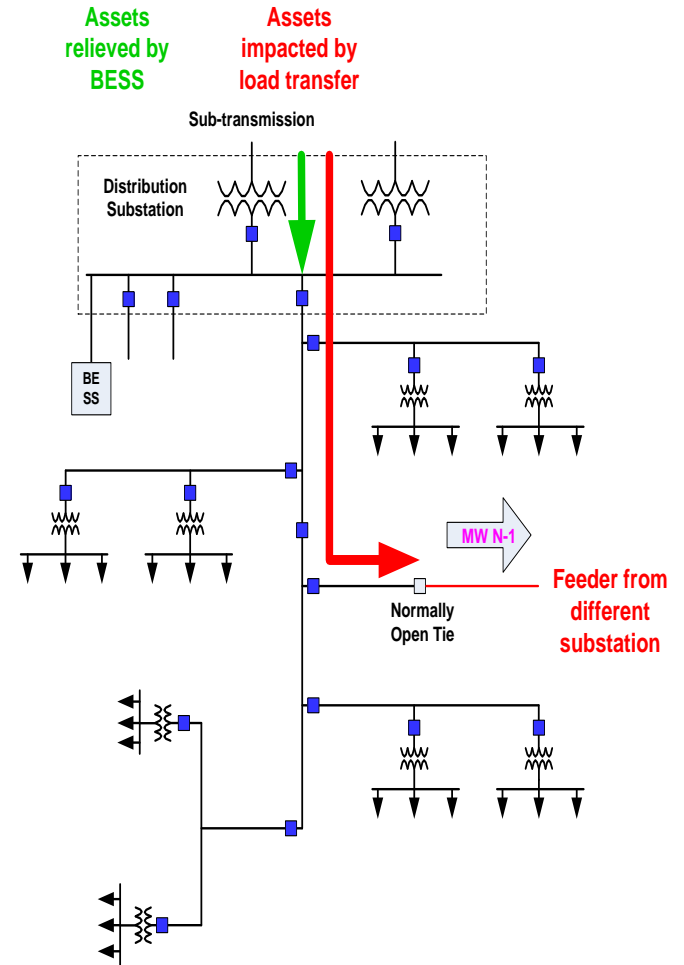 Assets
relieved by
BESS
Assets
impacted by
load transfer
Sub-transmission
Distribution
Substation
BE
SS
MW N-1
Normally
Open Tie
Feeder from
different
substation